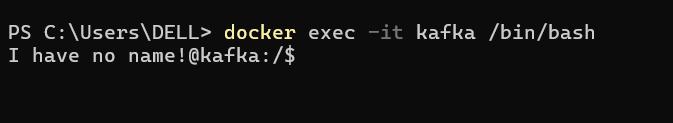 PS C:\Users\DELL> docker exec -it kafka /bin/bash
I have no name!@kafka:/$